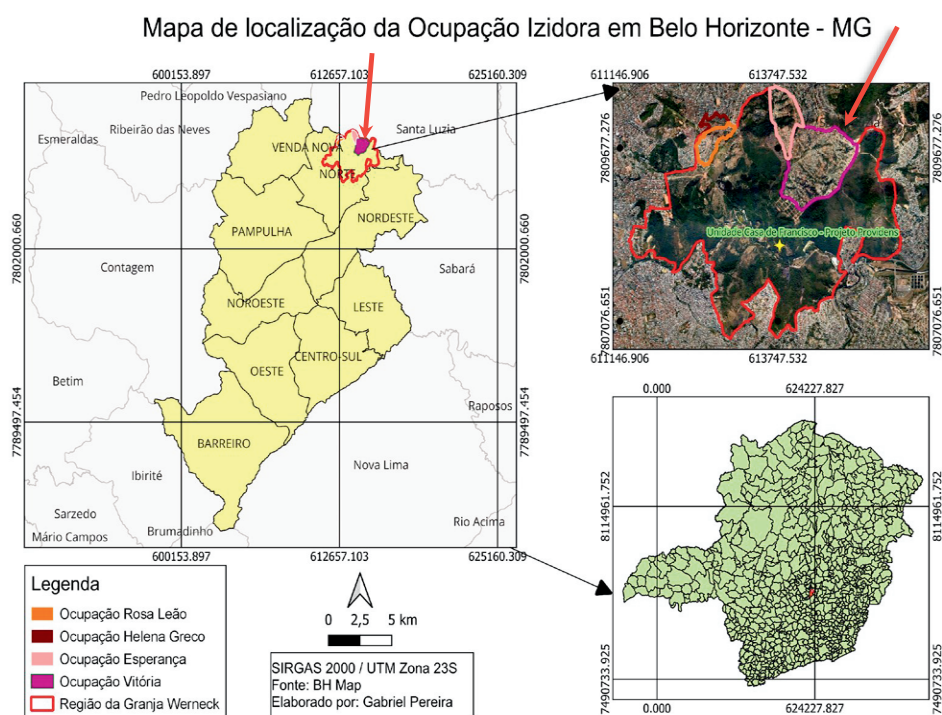 Mapa de localização da Ocupação Izidora em Belo Horizonte - MG
600153.897
612657.103
625160.309
Pedro Leopoldo Vespasiano
Esmeraldas
Ribeirão das Neves
Santa Luzia
VENDA NOVA
NORTE
NORDESTE
PAMPULHA
7802000.660
7802000.660
Contagem
Sabará
NOROESTE
LESTE
CENTRO-SUL
OESTE
Betim
Raposos
7789497.454
7789497.454
BARREIRO
Nova Lima
Ibirité
Sarzedo
Mário Campos
Brumadinho
Rio Acima
600153.897
612657.103
625160.309
611146.906
613747.532
7809677.276
7809677.276
Unidade Casa de Francisco - Projeto Providens
7807076.651
7807076.651
611146.906
613747.532
0.000
624227.827
8114961.752
8114961.752
7490733.925
7490733.925
0.000
624227.827
Legenda
Ocupação Rosa Leão
Ocupação Helena Greco
Ocupação Esperança
Ocupação Vitória
Região da Granja Werneck
0 2,5 5 km
SIRGAS 2000 / UTM Zona 23S
Fonte: BH Map
Elaborado por: Gabriel Pereira